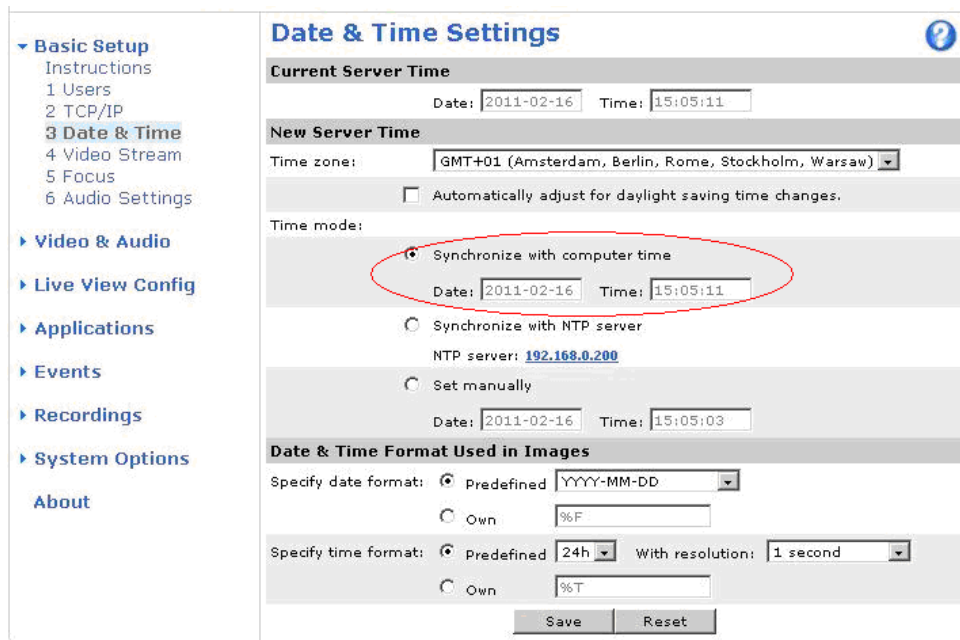 Basic Setup
Instructions
1 Users
2 TCP/IP
3 Date & Time
4 Video Stream
5 Focus
6 Audio Settings
Video & Audio
Live View Config
Applications
Events
Recordings
System Options
About
Date & Time Settings
?
Current Server Time
Date: 2011-02-16 Time: 15:05:11
New Server Time
Time zone: GMT+01 (Amsterdam, Berlin, Rome, Stockholm, Warsaw)
Automatically adjust for daylight saving time changes.
Time mode:
Synchronize with computer time
Date: 2011-02-16 Time: 15:05:11
Synchronize with NTP server
NTP server: 192.168.0.200
Set manually
Date: 2011-02-16 Time: 15:05:03
Date & Time Format Used in Images
Specify date format: Predefined YYYY-MM-DD
Own %F
Specify time format: Predefined 24h With resolution: 1 second
Own %T
Save Reset